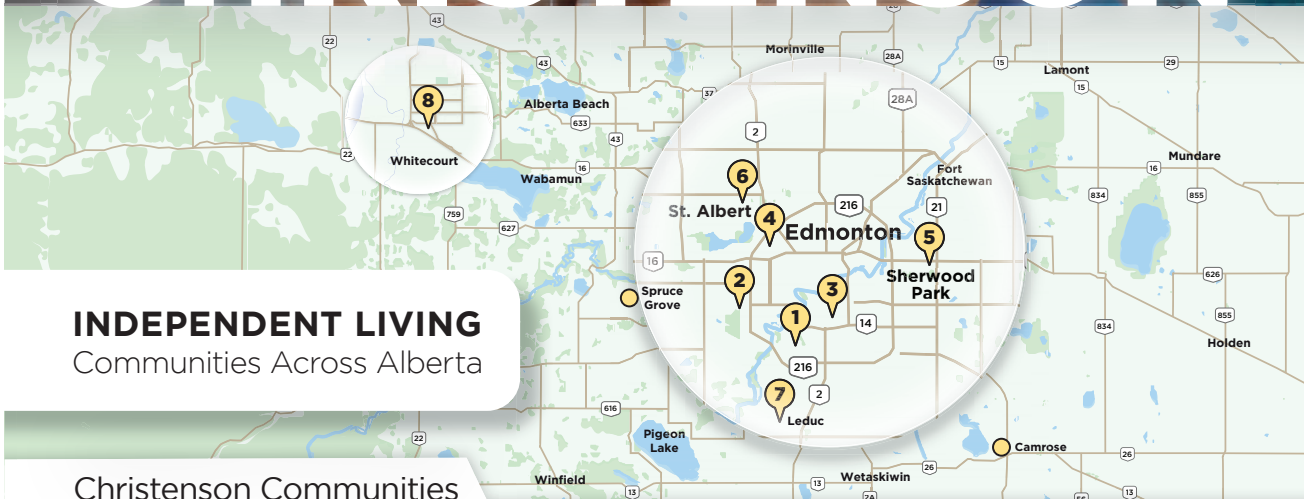 43
22
Morinville
28A
28A
15
29
Lamont
15
43
37
Alberta Beach
633
43
2
8
22
Whitecourt
16
Wabamun
6
St. Albert
4
Edmonton
216
Fort
Saskatchewan
21
5
Sherwood
Park
16
Mundare
834
855
759
627
16
Spruce
Grove
2
3
1
14
626
855
834
Holden
INDEPENDENT LIVING
Communities Across Alberta
216
7
2
Leduc
616
22
Pigeon
Lake
Camrose
26
26
Wetaskiwin
Winfield
13
13
2A
13
Christenson Communities